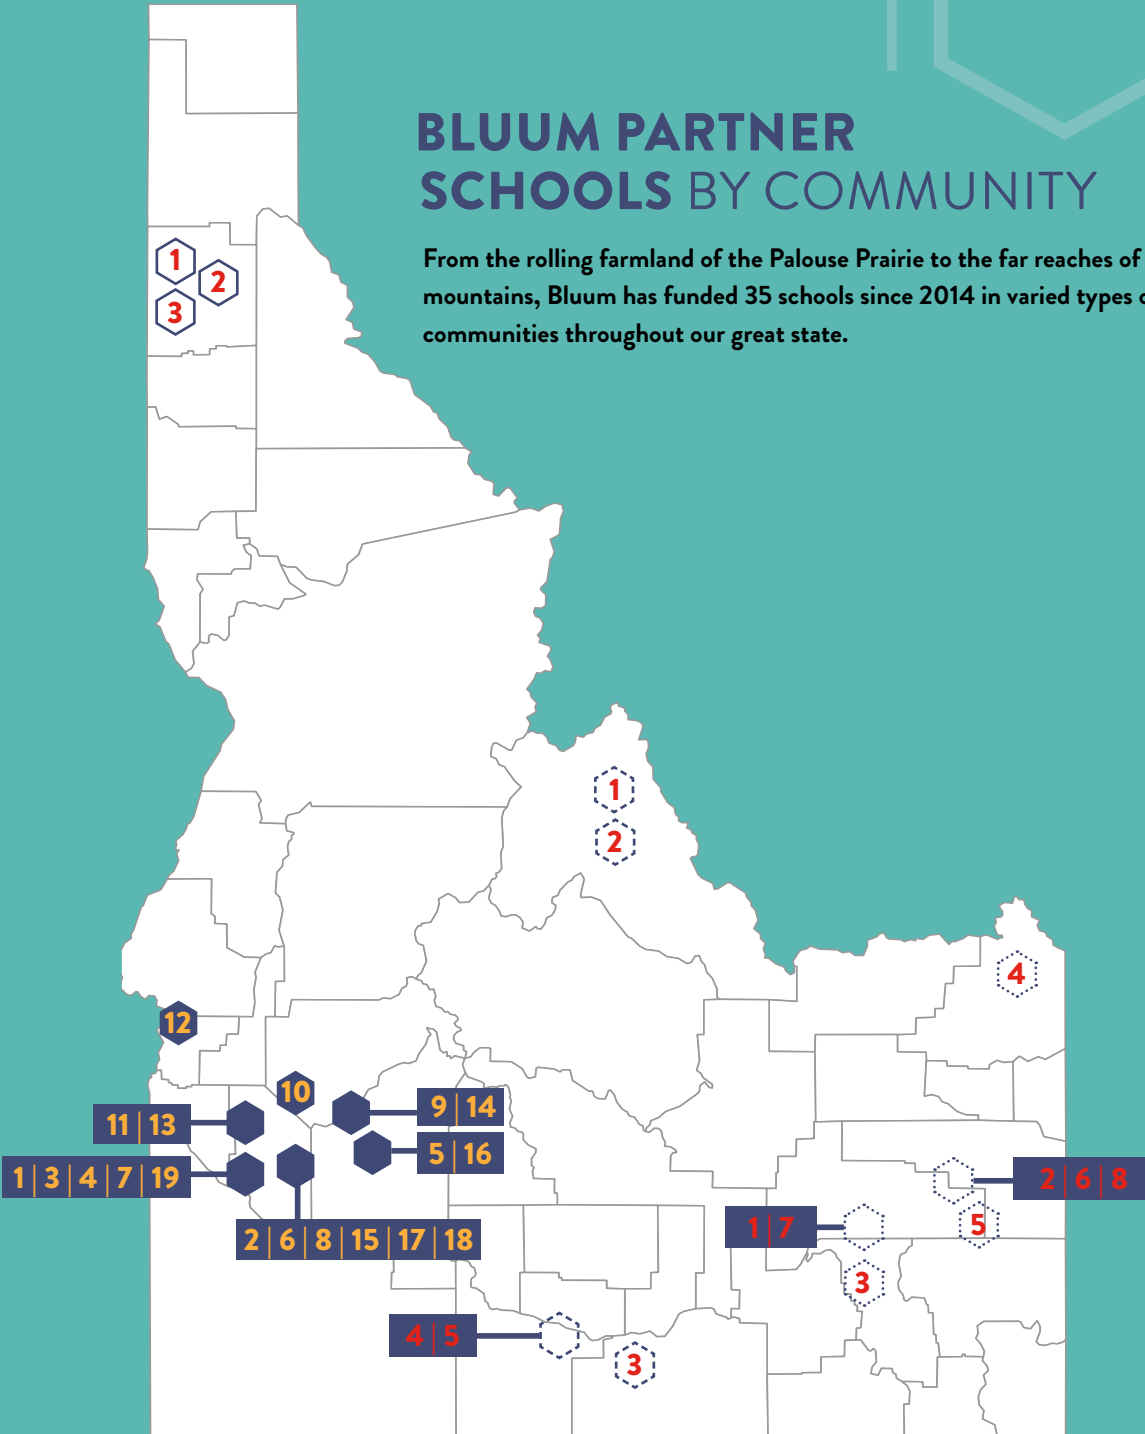 BLUUM PARTNER
SCHOOLS BY COMMUNITY
From the rolling farmland of the Palouse Prairie to the far reaches of
mountains, Bluum has funded 35 schools since 2014 in varied types
communities throughout our great state.
1
2
3
1
2
4
12
10
9 | 14
11 | 13
5 | 16
1 | 3 | 4 | 7 | 19
2 | 6 | 8
1 | 7
5
2 | 6 | 8 | 15 | 17 | 18
3
4 | 5
3